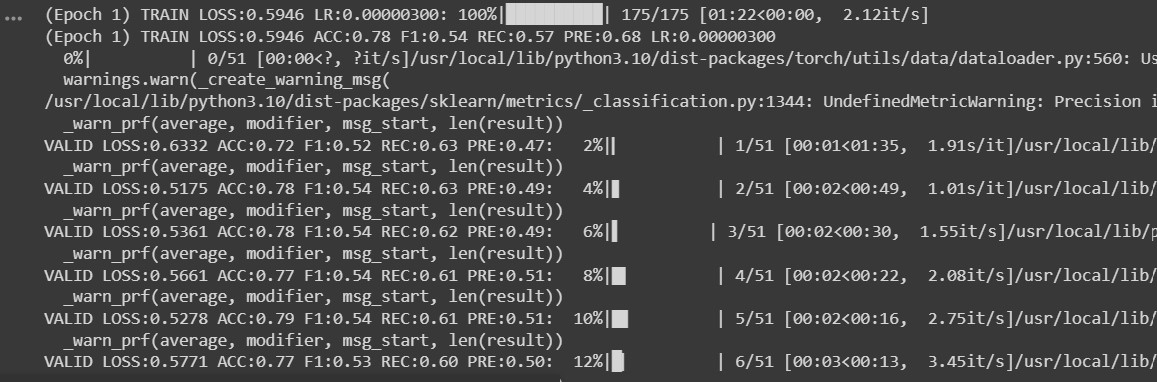 ... (Epoch 1) TRAIN LOSS:0.5946 LR:0.00000300: 100%|██████████| 175/175 [01:22<00:00, 2.12it/s]
(Epoch 1) TRAIN LOSS:0.5946 ACC:0.78 F1:0.54 REC:0.57 PRE:0.68 LR:0.00000300
0%| | 0/51 [00:00<?, ?it/s]/usr/local/lib/python3.10/dist-packages/torch/utils/data/dataloader.py:560: Us
warnings.warn(_create_warning_msg(
/usr/local/lib/python3.10/dist-packages/sklearn/metrics/_classification.py:1344: UndefinedMetricWarning: Precision i
_warn_prf(average, modifier, msg_start, len(result))
VALID LOSS:0.6332 ACC:0.72 F1:0.52 REC:0.63 PRE:0.47: 2%|▏ | 1/51 [00:01<01:35, 1.91s/it]/usr/local/lib/
_warn_prf(average, modifier, msg_start, len(result))
VALID LOSS:0.5175 ACC:0.78 F1:0.54 REC:0.63 PRE:0.49: 4%|▍ | 2/51 [00:02<00:49, 1.01s/it]/usr/local/lib/
_warn_prf(average, modifier, msg_start, len(result))
VALID LOSS:0.5361 ACC:0.78 F1:0.54 REC:0.62 PRE:0.49: 6%|▌ | 3/51 [00:02<00:30, 1.55it/s]/usr/local/lib/p
_warn_prf(average, modifier, msg_start, len(result))
VALID LOSS:0.5661 ACC:0.77 F1:0.54 REC:0.61 PRE:0.51: 8%|▊ | 4/51 [00:02<00:22, 2.08it/s]/usr/local/lib/
_warn_prf(average, modifier, msg_start, len(result))
VALID LOSS:0.5278 ACC:0.79 F1:0.54 REC:0.61 PRE:0.51: 10%|▉ | 5/51 [00:02<00:16, 2.75it/s]/usr/local/lib/
_warn_prf(average, modifier, msg_start, len(result))
VALID LOSS:0.5771 ACC:0.77 F1:0.53 REC:0.60 PRE:0.50: 12%|█▏ | 6/51 [00:03<00:13, 3.45it/s]/usr/local/lib/